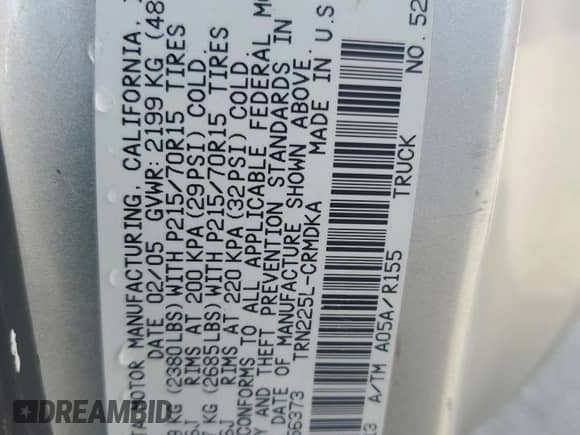 MOTOR MANUFACTURING, CALIFORNIA,
DATE 02/05 GVWR: 2199 KG (48
KG (2380LBS) WITH P215/70R15 TIRES
RIMS AT 200 KPA (29PSI) COLD.
KG (2685LBS) WITH P215/70R15 TIRES
RIMS AT 220 KPA (32PSI) COLD.
CONFORMS TO ALL APPLICABLE FEDERAL
AND THEFT PREVENTION STANDARDS IN
DATE OF MANUFACTURE SHOWN ABOVE.
MADE IN U.S
TRN225L-CRMDKA
TRUCK
A/TM A05A/R155
NO. 52
DREAMBID